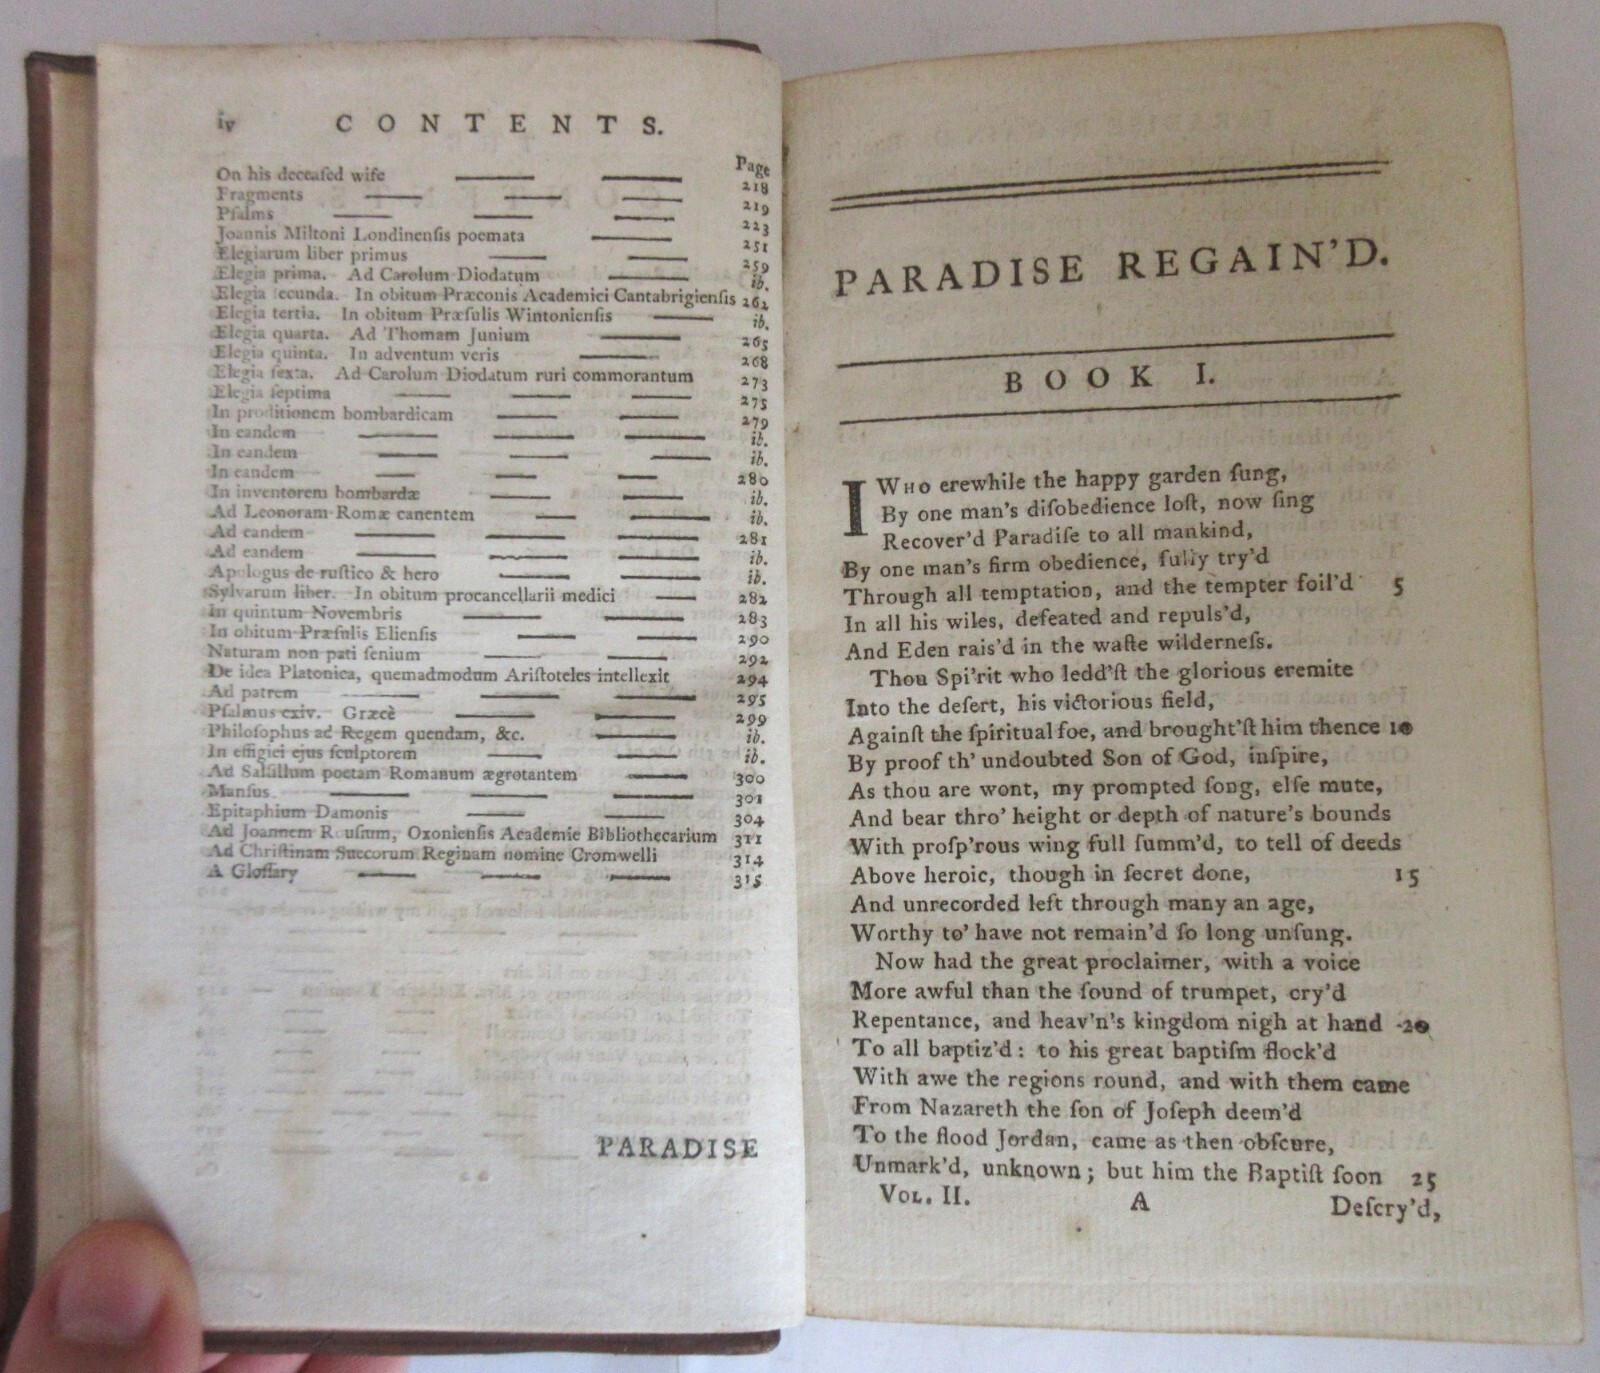 iv CONTENTS.
Page
On his deceaſed wife 218
Fragments 219
Pſalms 223
Joannis Miltoni Londinenſis poemata 251
Elegiarum liber primus 259
Elegia prima. Ad Carolum Diodatum ib.
Elegia ſecunda. In obitum Præconis Academici Cantabrigienſis 262
Elegia tertia. In obitum Præſulis Wintonienſis ib.
Elegia quarta. Ad Thomam Junium 265
Elegia quinta. In adventum veris 268
Elegia ſexta. Ad Carolum Diodatum ruri commorantum 273
Elegia ſeptima 275
In proditionem bombardicam 279
In eandem ib.
In eandem ib.
In eandem 280
In inventorem bombardæ ib.
Ad Leonoram Romæ canentem ib.
Ad eandem 281
Ad eandem ib.
Apologus de ruſtico & hero ib.
Sylvarum liber. In obitum procancellarii medici 282
In quintum Novembris 283
In obitum Præſulis Elienſis 290
Naturam non pati ſenium 292
De idea Platonica, quemadmodum Ariſtoteles intellexit 294
Ad patrem 295
Pſalmus cxiv. Græcè 299
Philoſophus ad Regem quendam, &c. ib.
In effigiei ejus ſculptorem ib.
Ad Salſillum poetam Romanum ægrotantem 300
Manſus 301
Epitaphium Damonis 304
Ad Joannem Rouſium, Oxonienſis Academie Bibliothecarium 311
Ad Chriſtinam Suecorum Reginam nomine Cromwelli 314
A Gloſſary 315
PARADISE
PARADISE REGAIN'D.
BOOK I.
I WHO erewhile the happy garden ſung,
By one man's diſobedience loſt, now ſing
Recover'd Paradiſe to all mankind,
By one man's firm obedience, fully try'd
Through all temptation, and the tempter foil'd 5
In all his wiles, defeated and repuls'd,
And Eden rais'd in the waſte wilderneſs.
Thou Spi'rit who ledd'ſt the glorious eremite
Into the deſert, his victorious field,
Againſt the ſpiritual foe, and brought'ſt him thence 10
By proof th' undoubted Son of God, inſpire,
As thou are wont, my prompted ſong, elſe mute,
And bear thro' height or depth of nature's bounds
With proſp'rous wing full ſumm'd, to tell of deeds
Above heroic, though in ſecret done, 15
And unrecorded left through many an age,
Worthy to' have not remain'd ſo long unſung.
Now had the great proclaimer, with a voice
More awful than the ſound of trumpet, cry'd
Repentance, and heav'n's kingdom nigh at hand 20
To all baptiz'd: to his great baptiſm flock'd
With awe the regions round, and with them came
From Nazareth the ſon of Joſeph deem'd
To the flood Jordan, came as then obſcure,
Unmark'd, unknown; but him the Baptiſt ſoon 25
VOL. II. A Deſcry'd,